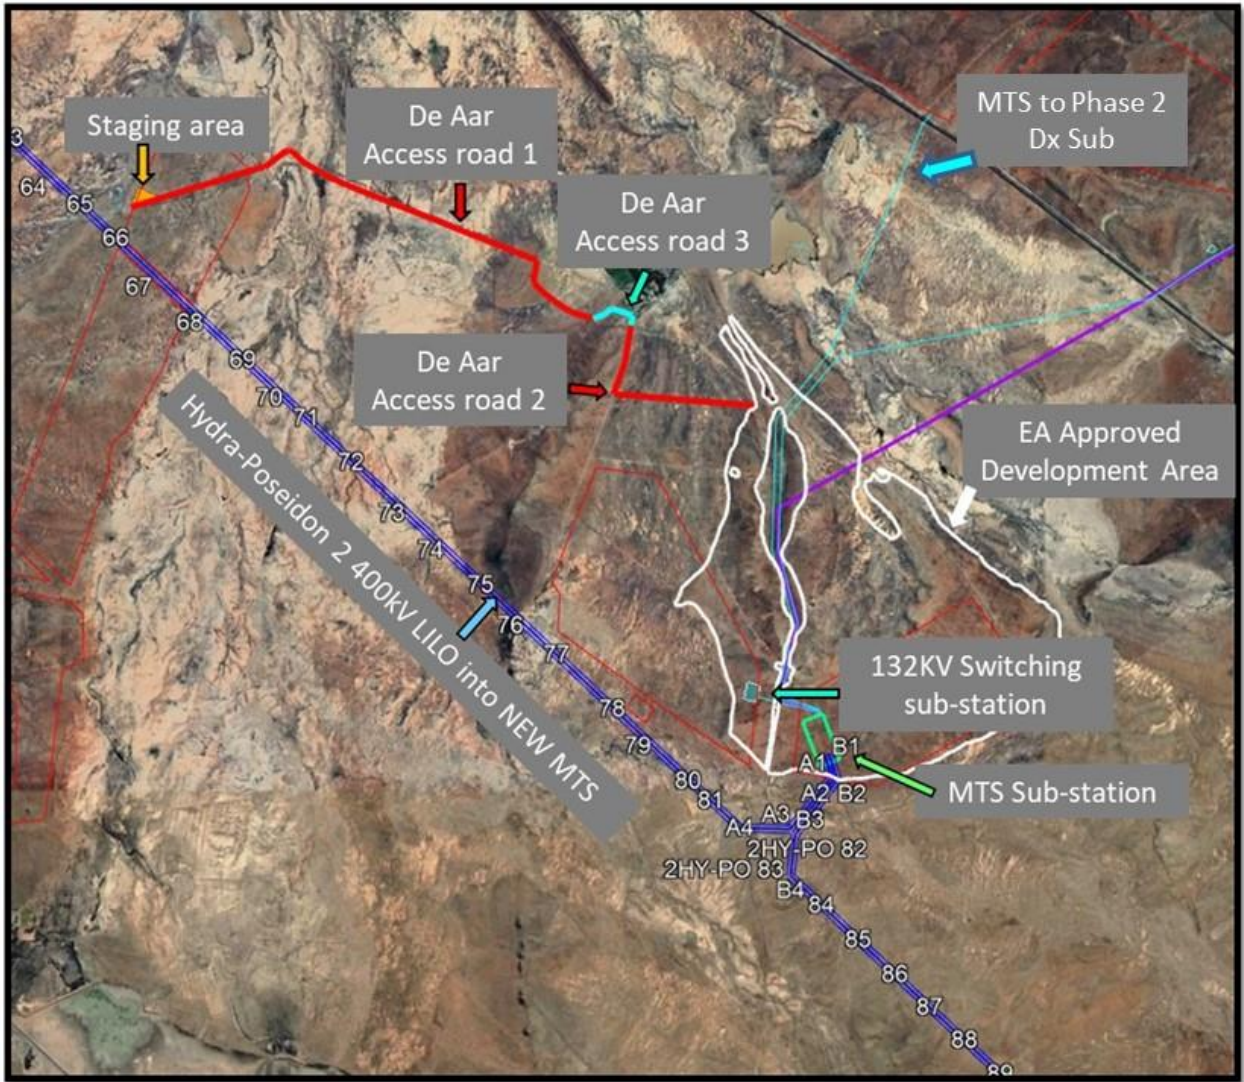 Staging area
De Aar
Access road 1
MTS to Phase 2
Dx Sub
De Aar
Access road 3
De Aar
Access road 2
EA Approved
Development Area
Hydra-Poseidon 2 400kV LILO into NEW MTS
132KV Switching
sub-station
MTS Sub-station
3
64
65
66
67
68
69
70
71
72
73
74
75
76
77
78
79
80
81
A1
B1
A2
B2
A3
B3
A4
2HY-PO 82
2HY-PO 83
B4
84
85
86
87
88
89